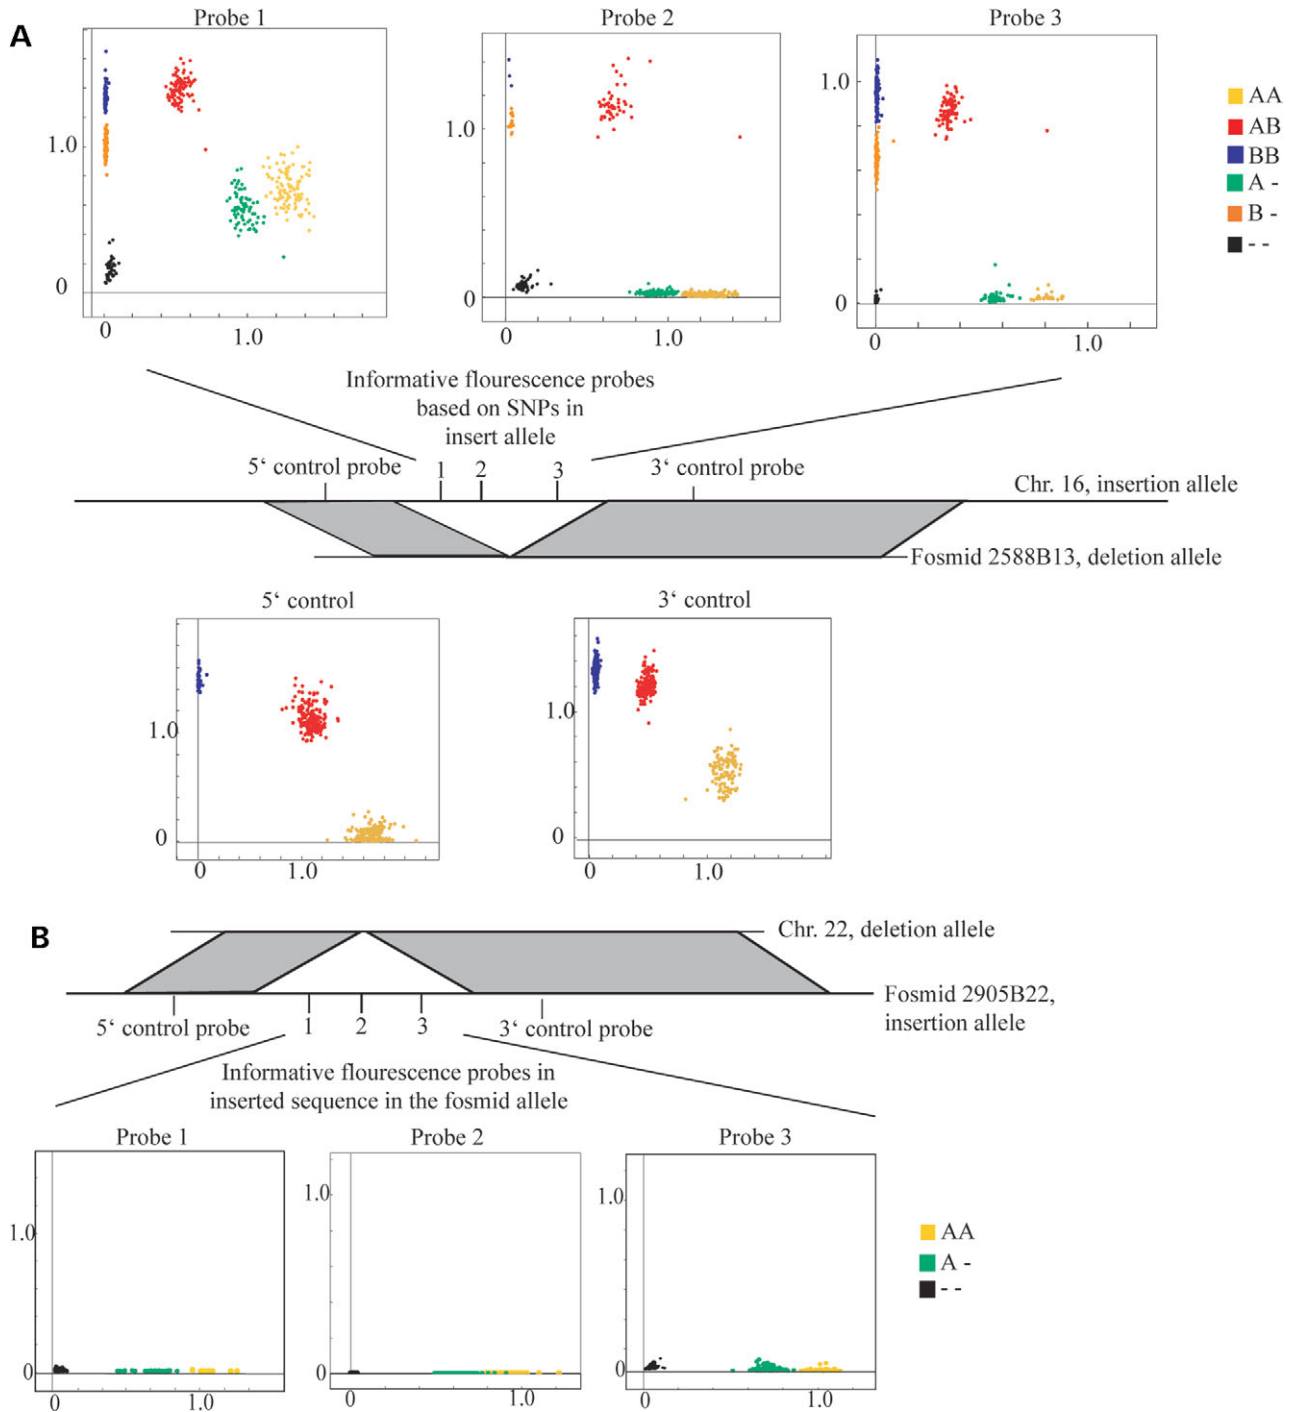 A
Probe 1
Probe 2
Probe 3
1.0
0
0
1.0
1.0
0
0
1.0
1.0
0
0
1.0
AA
AB
BB
A -
B -
- -
Informative flourescence probes
based on SNPs in
insert allele
5‘ control probe
1
2
3
3‘ control probe
Chr. 16, insertion allele
Fosmid 2588B13, deletion allele
5‘ control
3‘ control
1.0
0
0
1.0
1.0
0
0
1.0
B
Chr. 22, deletion allele
Fosmid 2905B22,
insertion allele
5‘ control probe
1
2
3
3‘ control probe
Informative flourescence probes in
inserted sequence in the fosmid allele
Probe 1
Probe 2
Probe 3
1.0
0
0
1.0
1.0
0
0
1.0
1.0
0
0
1.0
AA
A -
- -